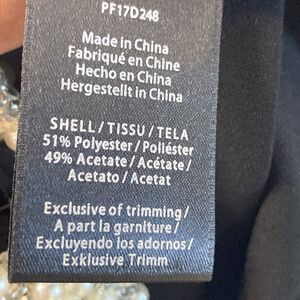 PF17D248
Made in China
Fabriqué en Chine
Hecho en China
Hergestellt in China
SHELL / TISSU / TELA
51% Polyester / Poliéster
49% Acetate / Acétate /
Acetato / Acetat
Exclusive of trimming /
A part la garniture /
Excluyendo los adornos /
Exklusive Trimm